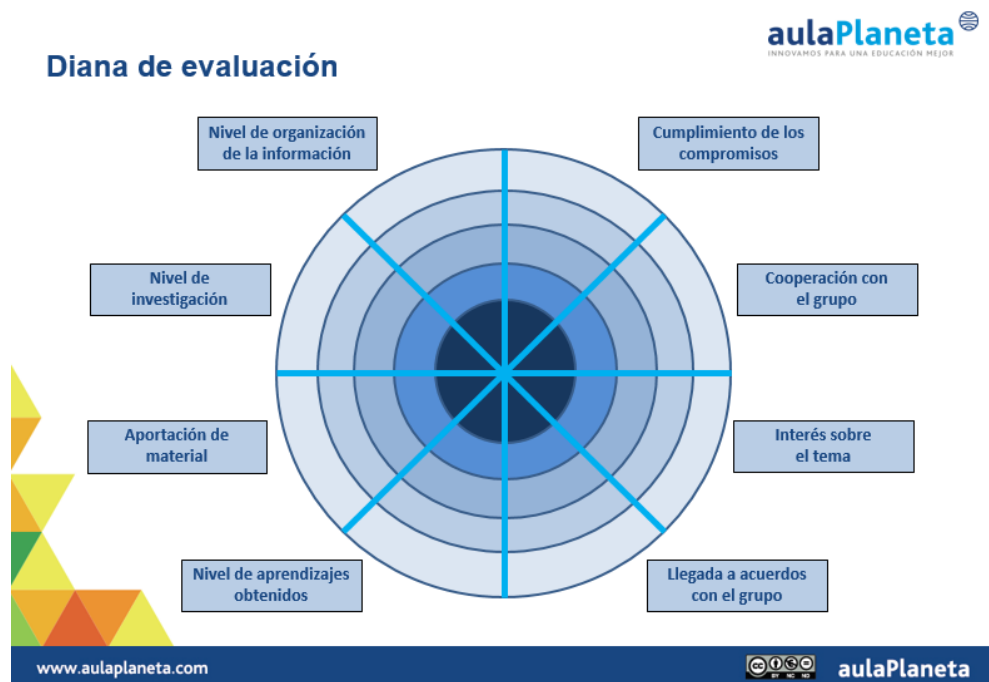 aulaPlaneta
INNOVAMOS PARA UNA EDUCACIÓN MEJOR
Diana de evaluación
Nivel de organización
de la información
Cumplimiento de los
compromisos
Nivel de
investigación
Cooperación con
el grupo
Aportación de
material
Interés sobre
el tema
Nivel de aprendizajes
obtenidos
Llegada a acuerdos
con el grupo
www.aulaplaneta.com
cc
BY NC ND
aulaPlaneta